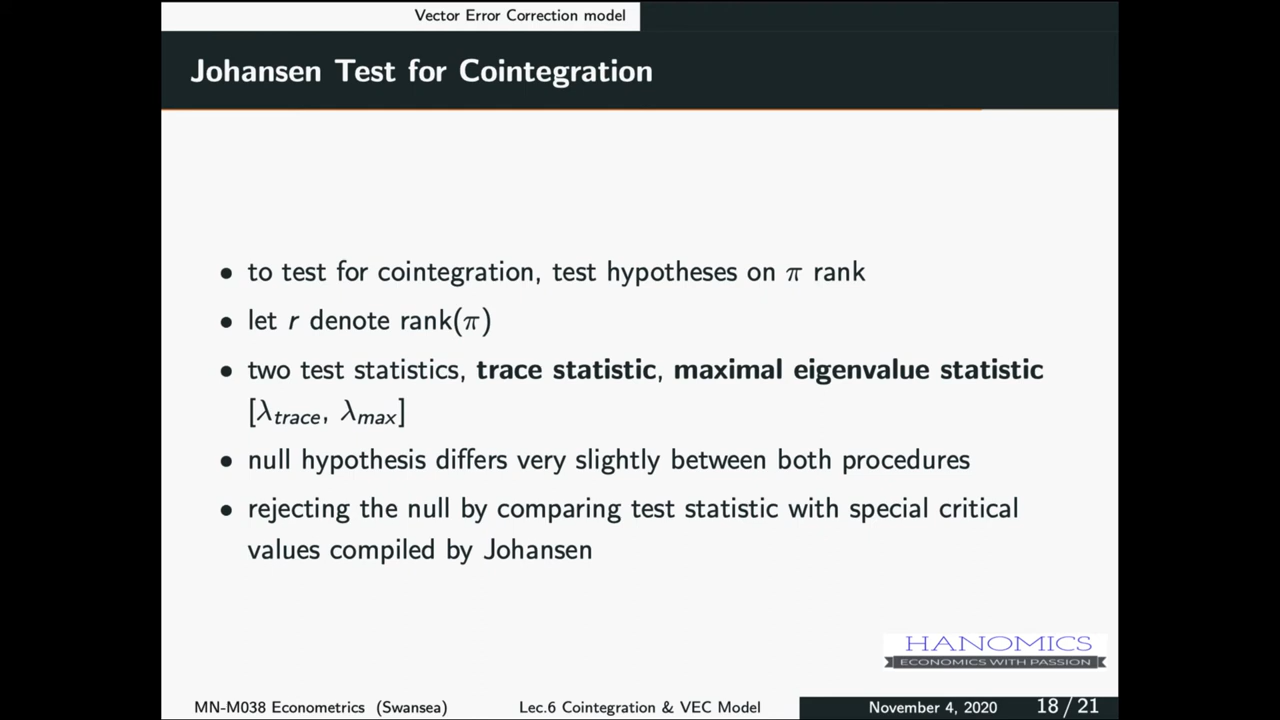 Vector Error Correction model
Johansen Test for Cointegration
• to test for cointegration, test hypotheses on π rank
• let r denote rank(π)
• two test statistics, trace statistic, maximal eigenvalue statistic
[λtrace, λmax]
• null hypothesis differs very slightly between both procedures
• rejecting the null by comparing test statistic with special critical
values compiled by Johansen
HANOMICS
ECONOMICS WITH PASSION
MN-M038 Econometrics (Swansea) Lec.6 Cointegration & VEC Model November 4, 2020 18 / 21